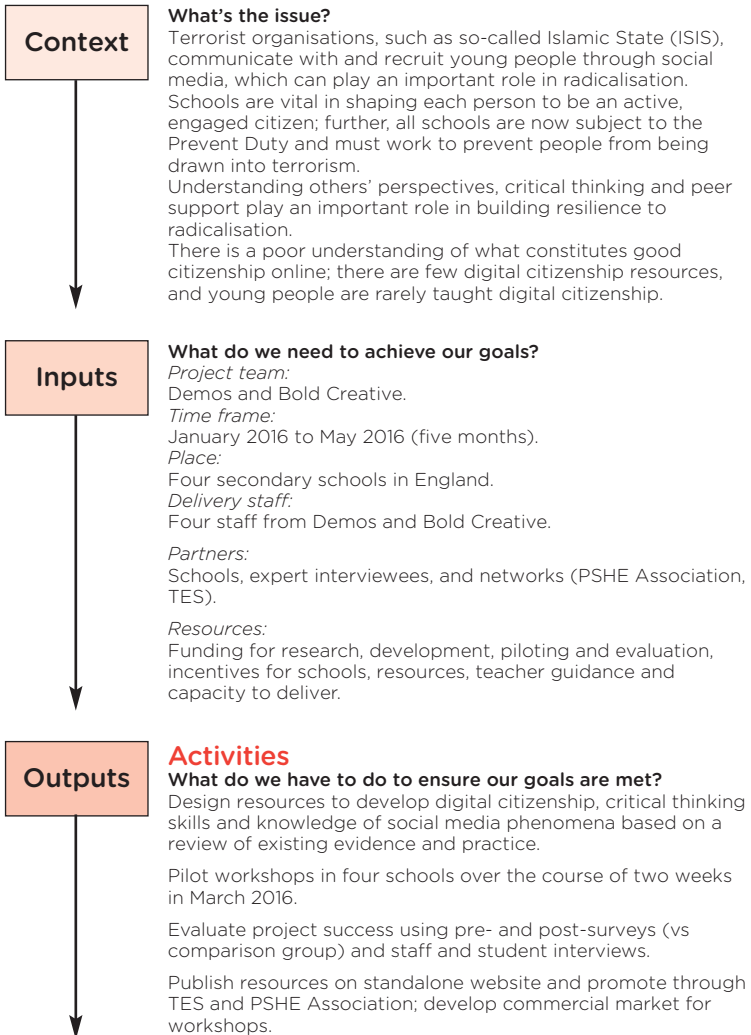 Context
What's the issue?
Terrorist organisations, such as so-called Islamic State (ISIS),
communicate with and recruit young people through social
media, which can play an important role in radicalisation.
Schools are vital in shaping each person to be an active,
engaged citizen; further, all schools are now subject to the
Prevent Duty and must work to prevent people from being
drawn into terrorism.
Understanding others' perspectives, critical thinking and peer
support play an important role in building resilience to
radicalisation.
There is a poor understanding of what constitutes good
citizenship online; there are few digital citizenship resources,
and young people are rarely taught digital citizenship.
Inputs
What do we need to achieve our goals?
Project team:
Demos and Bold Creative.
Time frame:
January 2016 to May 2016 (five months).
Place:
Four secondary schools in England.
Delivery staff:
Four staff from Demos and Bold Creative.
Partners:
Schools, expert interviewees, and networks (PSHE Association,
TES).
Resources:
Funding for research, development, piloting and evaluation,
incentives for schools, resources, teacher guidance and
capacity to deliver.
Outputs
Activities
What do we have to do to ensure our goals are met?
Design resources to develop digital citizenship, critical thinking
skills and knowledge of social media phenomena based on a
review of existing evidence and practice.
Pilot workshops in four schools over the course of two weeks
in March 2016.
Evaluate project success using pre- and post-surveys (vs
comparison group) and staff and student interviews.
Publish resources on standalone website and promote through
TES and PSHE Association; develop commercial market for
workshops.